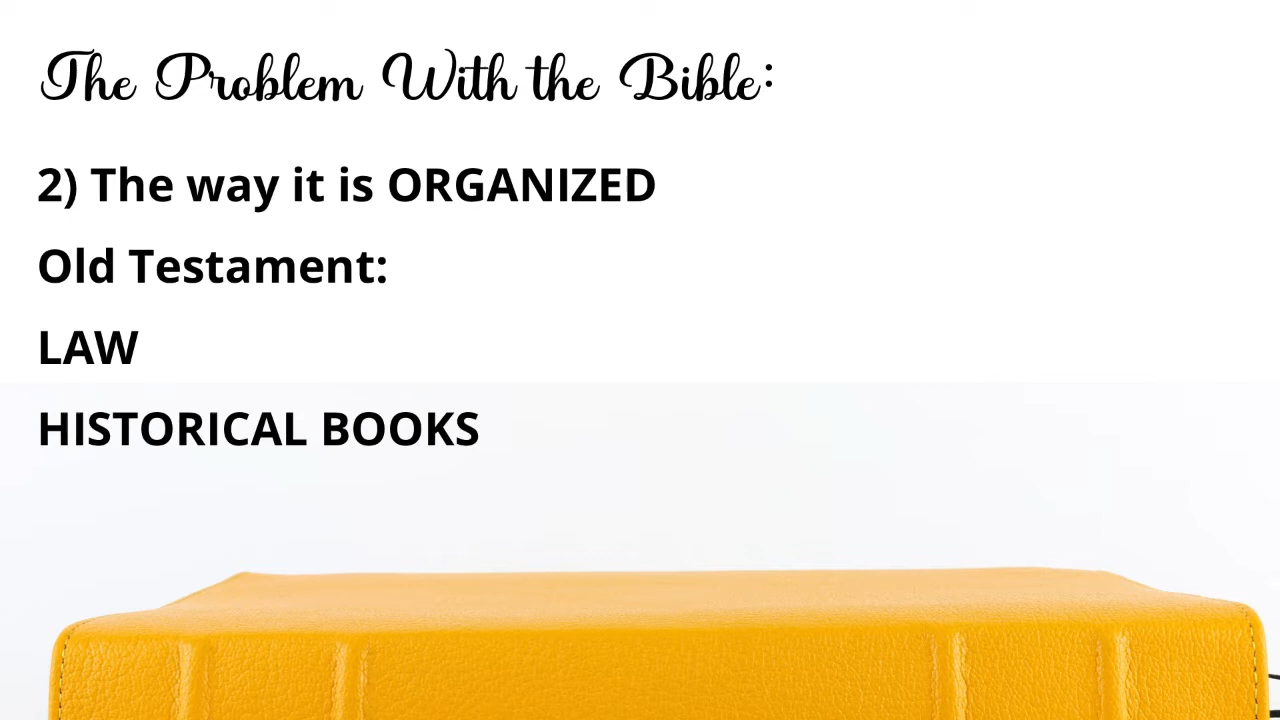 The Problem With the Bible:
2) The way it is ORGANIZED
Old Testament:
LAW
HISTORICAL BOOKS